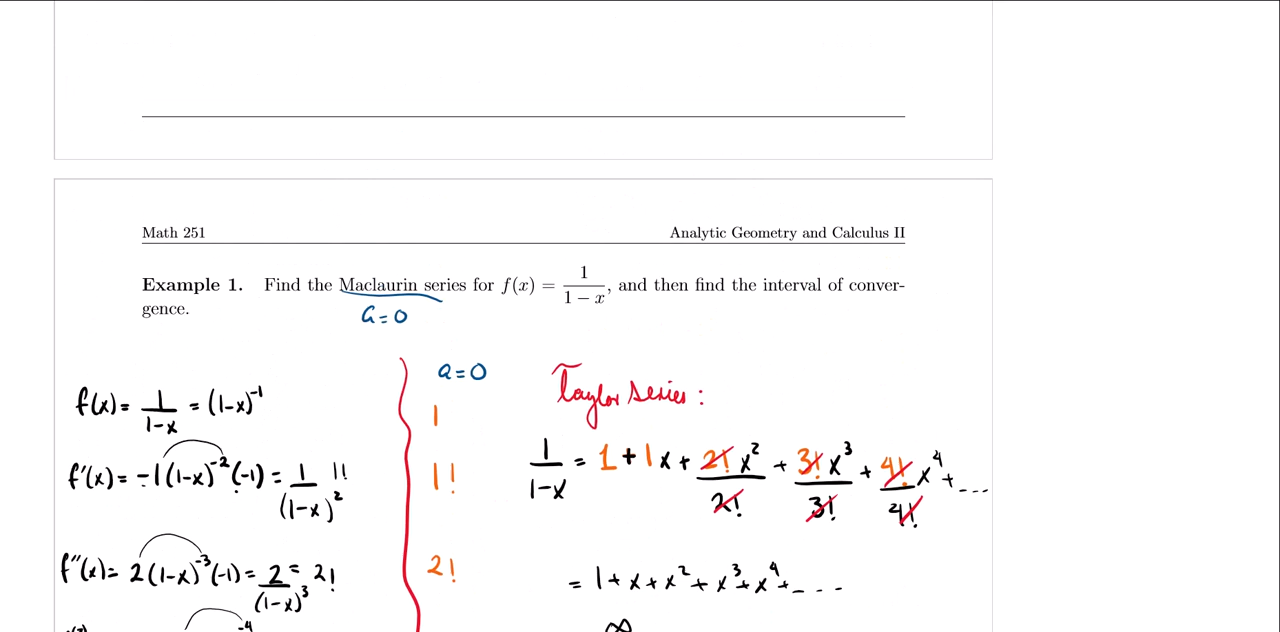 Math 251 Analytic Geometry and Calculus II
Example 1. Find the Maclaurin series for f(x) = 1/(1 − x), and then find the interval of conver-
gence.
a=0
f(x) = 1/(1-x) = (1-x)^-1
f'(x) = -1(1-x)^-2(-1) = 1/(1-x)^2 1!
f''(x) = 2(1-x)^-3(-1) = 2/(1-x)^3 = 2!
-4
a=0
1
1!
2!
Taylor series:
1/(1-x) = 1 + 1x + 2!x^2/2! + 3!x^3/3! + 4!x^4/4! + ...
= 1 + x + x^2 + x^3 + x^4 + ....
∞